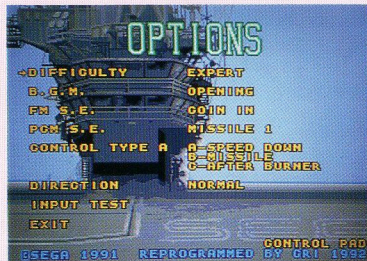 OPTIONS
→DIFFICULTY EXPERT
B.G.M. OPENING
FM S.E. GOIN IN
PCM S.E. MISSILE 1
CONTROL TYPE A A-SPEED DOWN
B-MISSILE
C-AFTER BURNER
DIRECTION NORMAL
INPUT TEST
EXIT
CONTROL PAD
©SEGA 1991 REPROGRAMMED BY CRI 1992